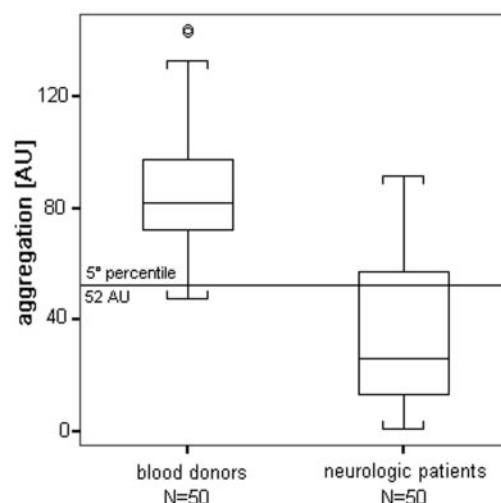 aggregation [AU]
120
80
40
0
5° percentile
52 AU
blood donors
N=50
neurologic patients
N=50